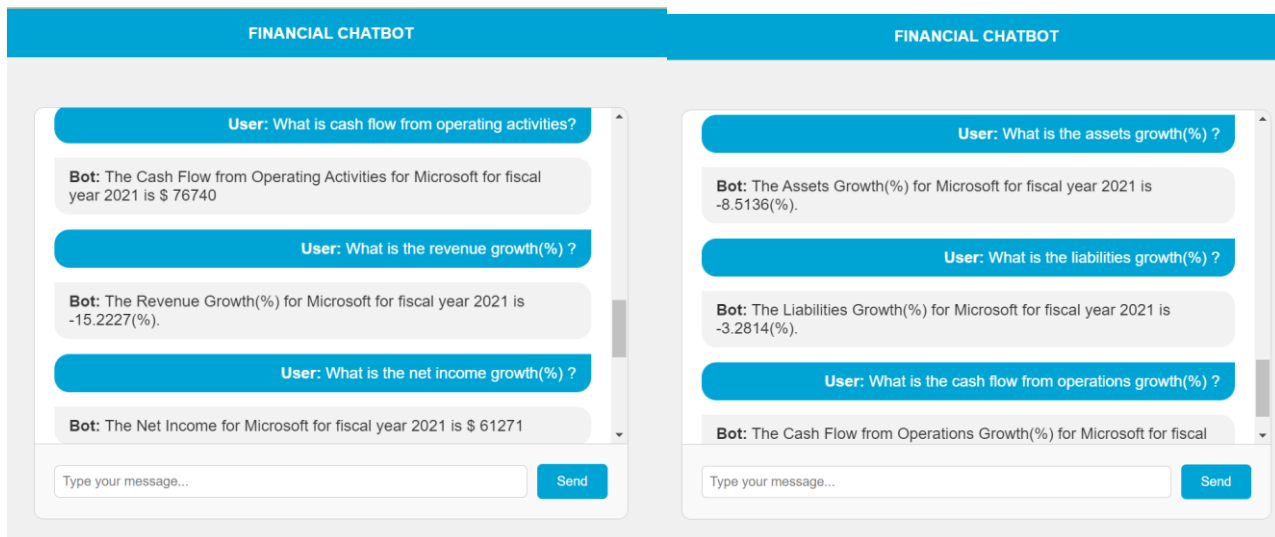 FINANCIAL CHATBOT
User: What is cash flow from operating activities?
Bot: The Cash Flow from Operating Activities for Microsoft for fiscal
year 2021 is $ 76740
User: What is the revenue growth(%) ?
Bot: The Revenue Growth(%) for Microsoft for fiscal year 2021 is
-15.2227(%).
User: What is the net income growth(%) ?
Bot: The Net Income for Microsoft for fiscal year 2021 is $ 61271
Type your message...
Send
FINANCIAL CHATBOT
User: What is the assets growth(%) ?
Bot: The Assets Growth(%) for Microsoft for fiscal year 2021 is
-8.5136(%).
User: What is the liabilities growth(%) ?
Bot: The Liabilities Growth(%) for Microsoft for fiscal year 2021 is
-3.2814(%).
User: What is the cash flow from operations growth(%) ?
Bot: The Cash Flow from Operations Growth(%) for Microsoft for fiscal
Type your message...
Send